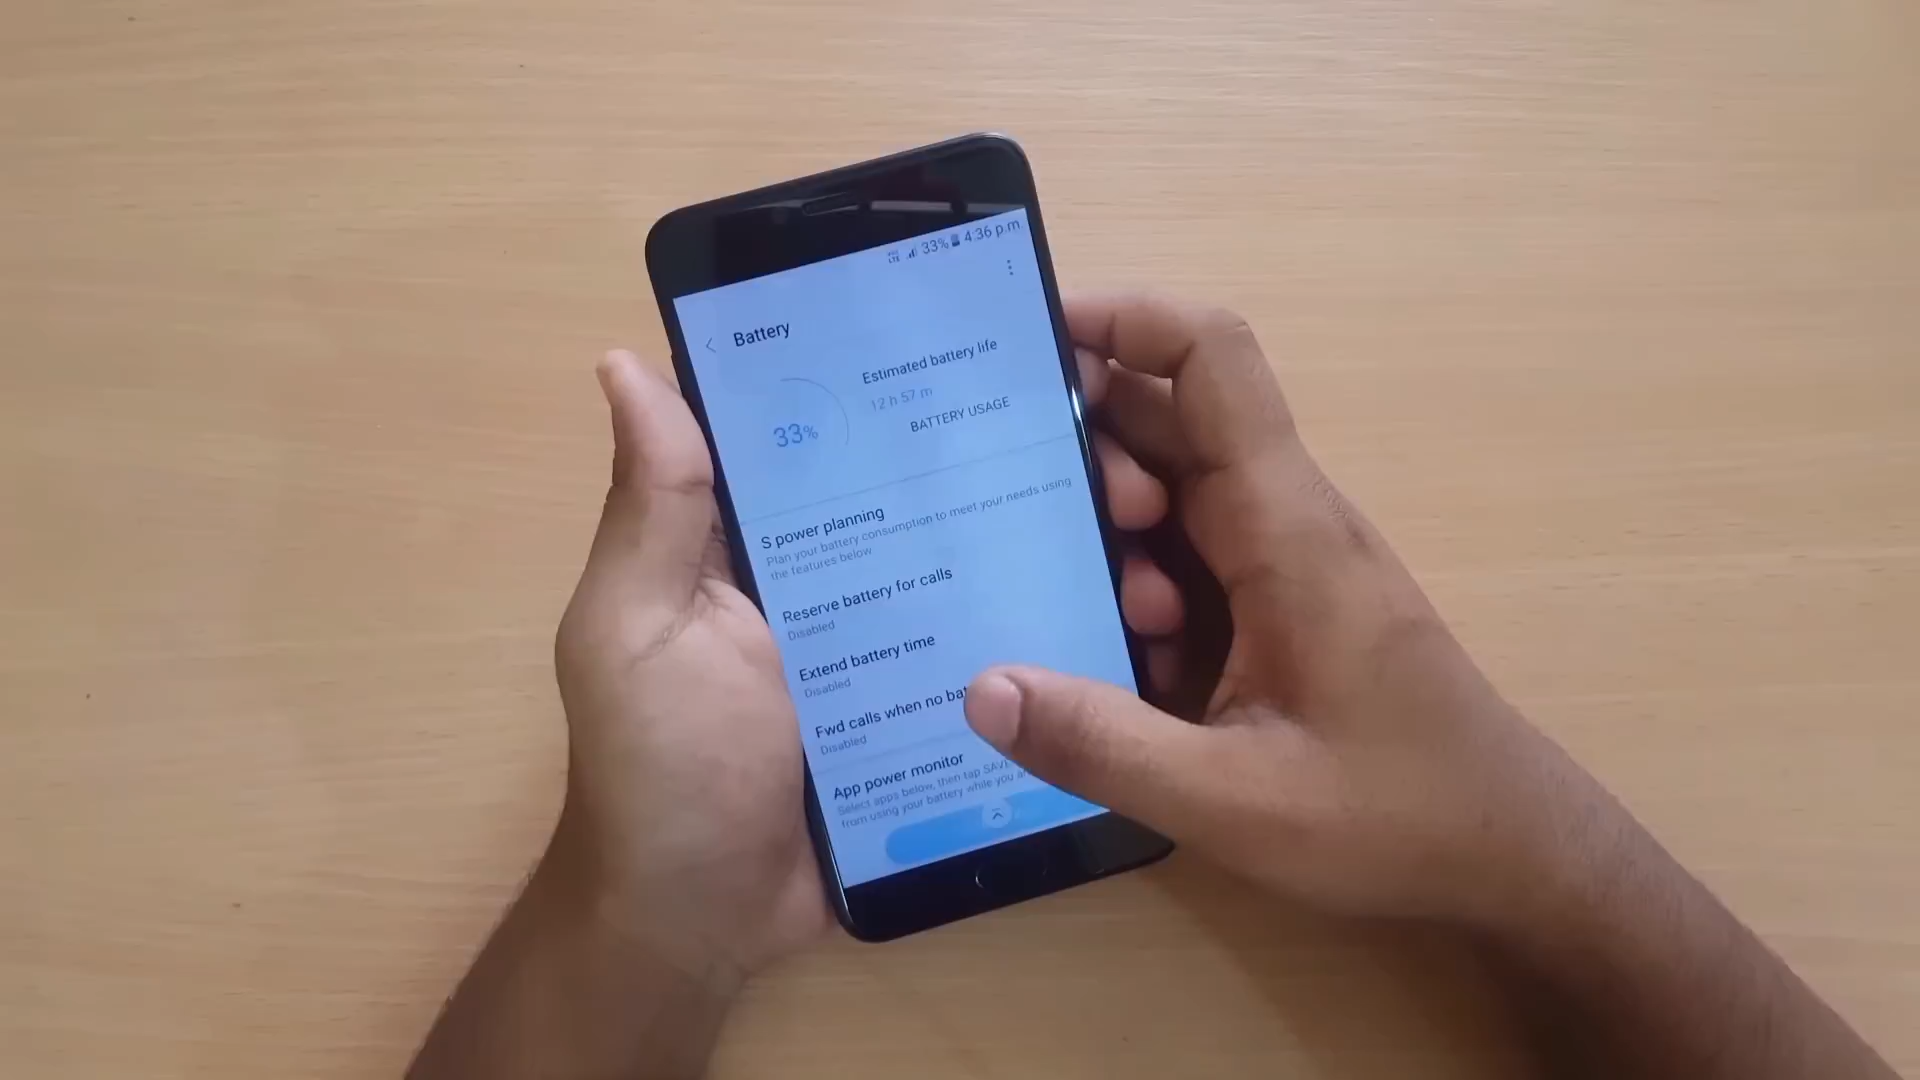 33% 4:36 p.m.
Battery
Estimated battery life
12 h 57 m
BATTERY USAGE
33%
S power planning
Plan your battery consumption to meet your needs using
the features below
Reserve battery for calls
Disabled
Extend battery time
Disabled
Fwd calls when no bat
Disabled
App power monitor
Select apps below, then tap SAVE
from using your battery while you